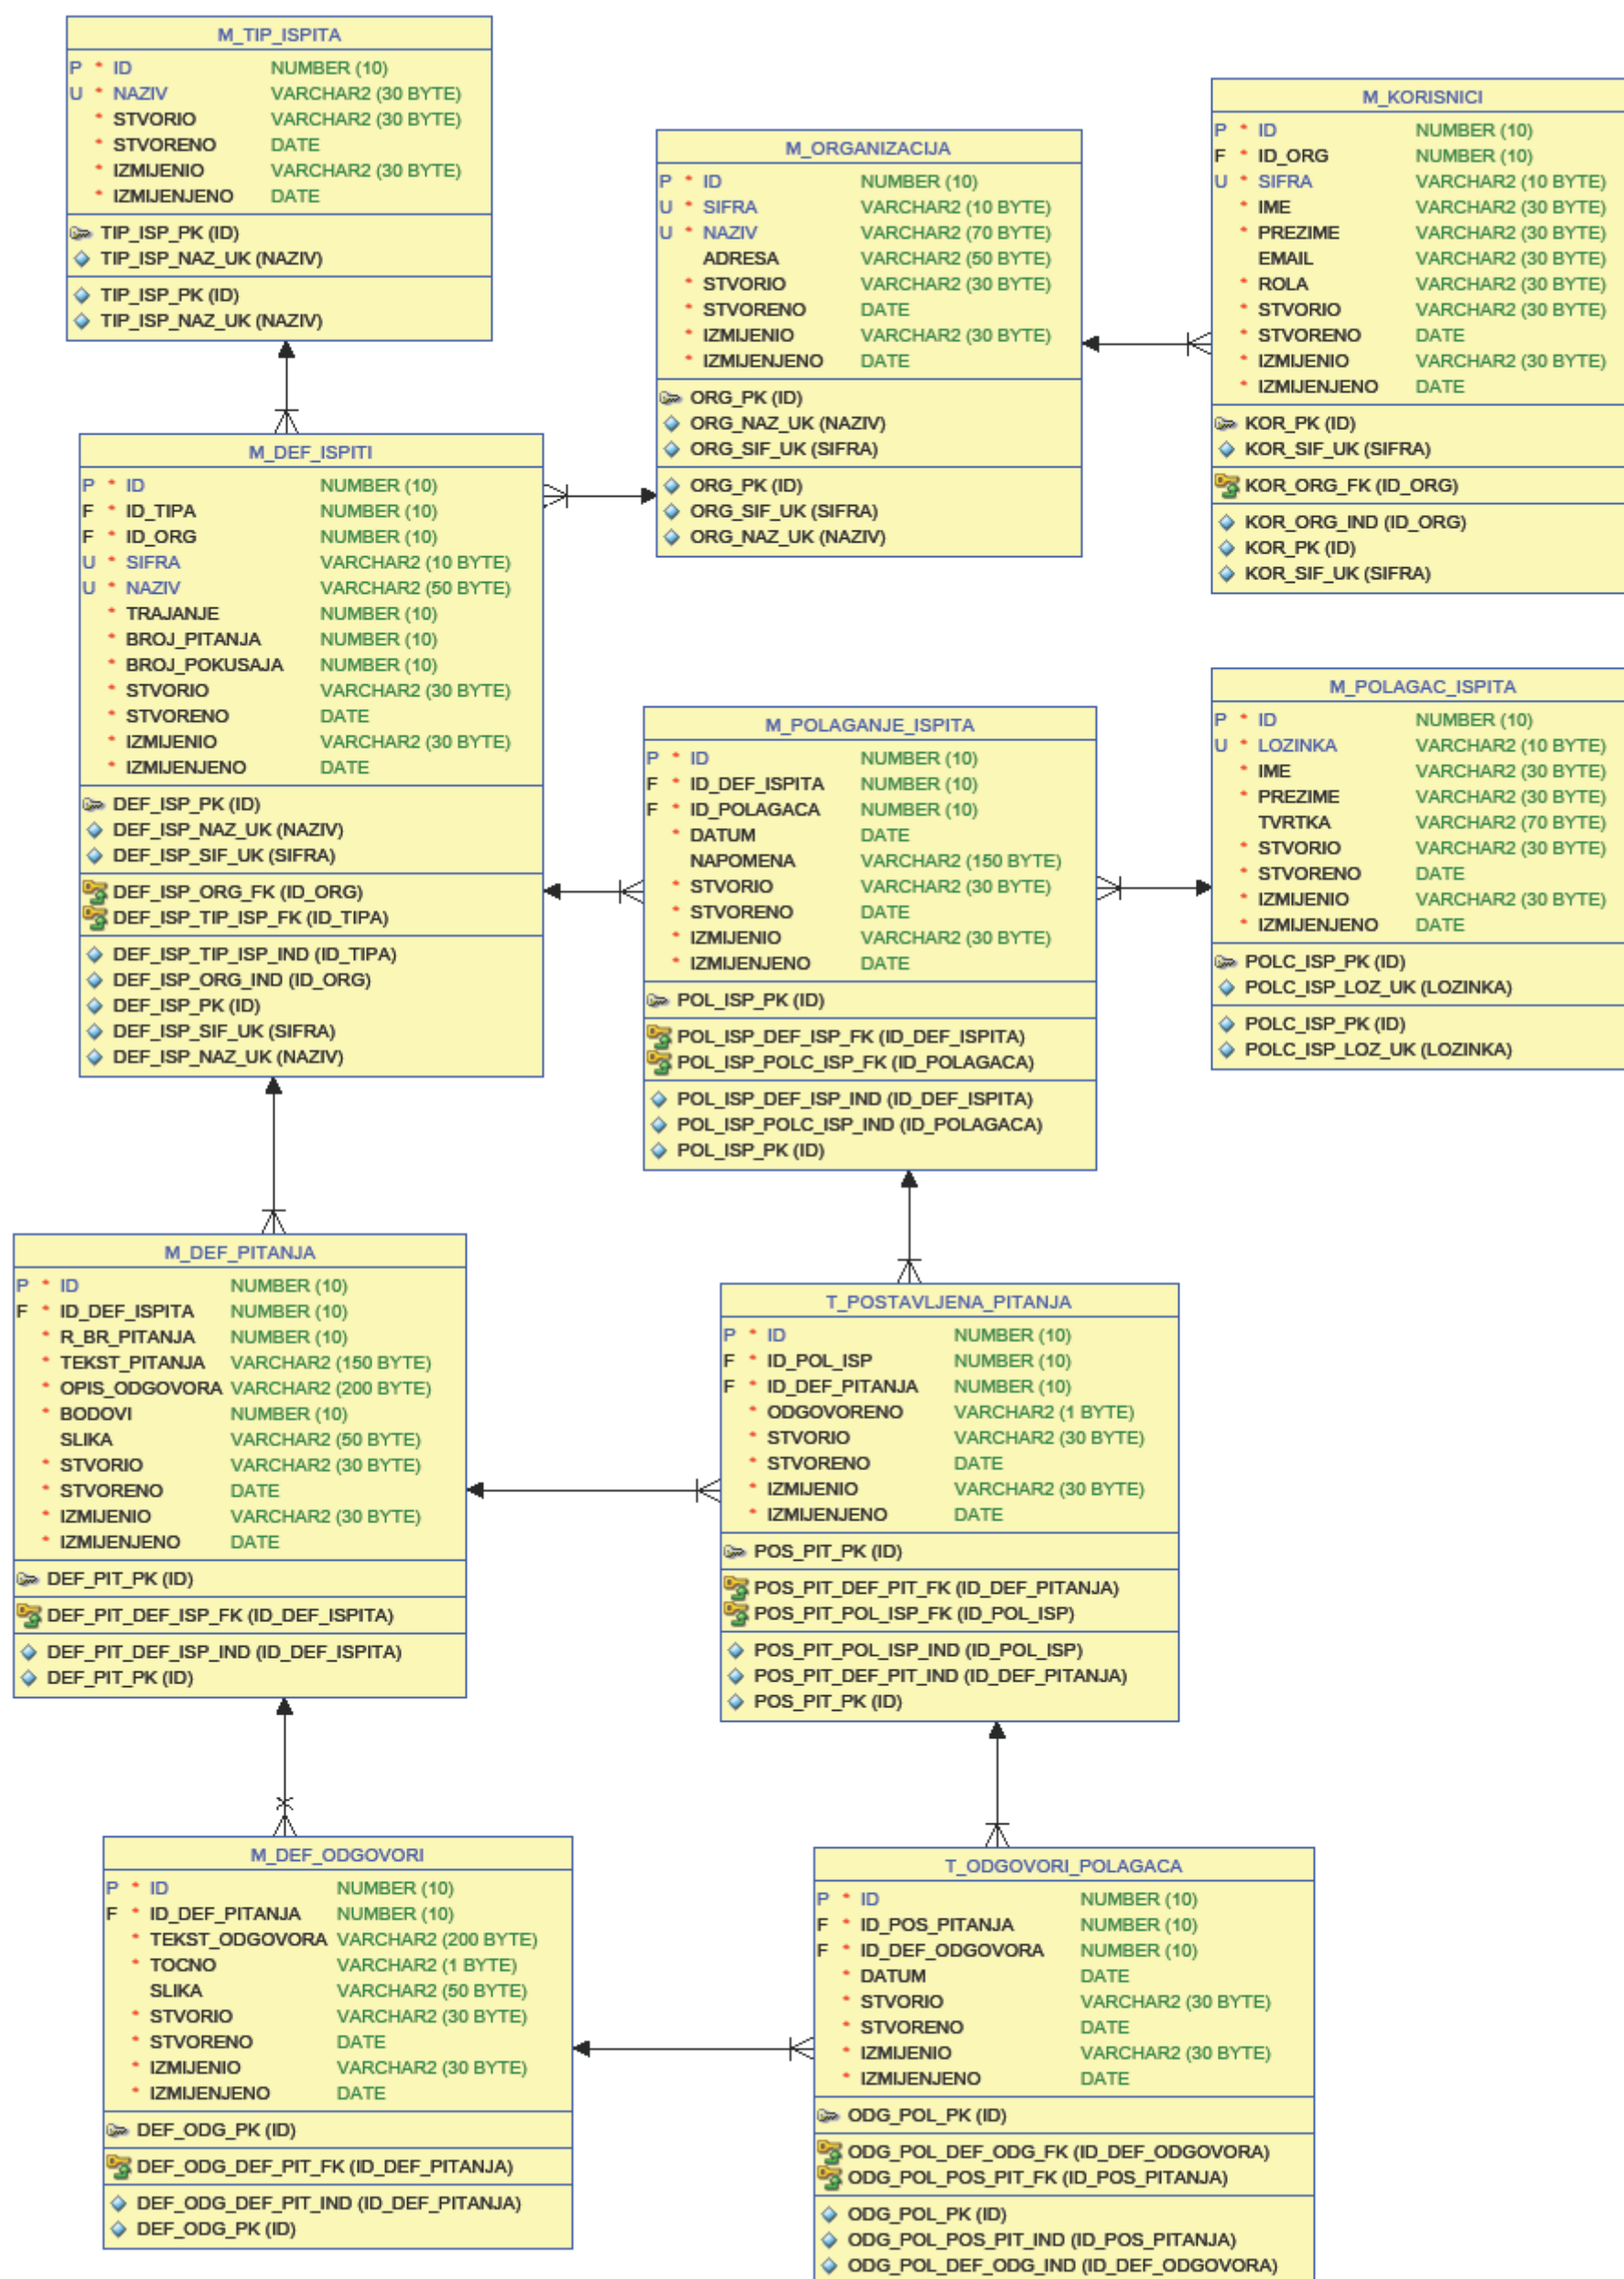 M_TIP_ISPITA
P * ID NUMBER (10)
U * NAZIV VARCHAR2 (30 BYTE)
* STVORIO VARCHAR2 (30 BYTE)
* STVORENO DATE
* IZMIJENIO VARCHAR2 (30 BYTE)
* IZMIJENJENO DATE
TIP_ISP_PK (ID)
TIP_ISP_NAZ_UK (NAZIV)
TIP_ISP_PK (ID)
TIP_ISP_NAZ_UK (NAZIV)
M_ORGANIZACIJA
P * ID NUMBER (10)
U * SIFRA VARCHAR2 (10 BYTE)
U * NAZIV VARCHAR2 (70 BYTE)
ADRESA VARCHAR2 (50 BYTE)
* STVORIO VARCHAR2 (30 BYTE)
* STVORENO DATE
* IZMIJENIO VARCHAR2 (30 BYTE)
* IZMIJENJENO DATE
ORG_PK (ID)
ORG_NAZ_UK (NAZIV)
ORG_SIF_UK (SIFRA)
ORG_PK (ID)
ORG_SIF_UK (SIFRA)
ORG_NAZ_UK (NAZIV)
M_KORISNICI
P * ID NUMBER (10)
F * ID_ORG NUMBER (10)
U * SIFRA VARCHAR2 (10 BYTE)
* IME VARCHAR2 (30 BYTE)
* PREZIME VARCHAR2 (30 BYTE)
EMAIL VARCHAR2 (30 BYTE)
* ROLA VARCHAR2 (30 BYTE)
* STVORIO VARCHAR2 (30 BYTE)
* STVORENO DATE
* IZMIJENIO VARCHAR2 (30 BYTE)
* IZMIJENJENO DATE
KOR_PK (ID)
KOR_SIF_UK (SIFRA)
KOR_ORG_FK (ID_ORG)
KOR_ORG_IND (ID_ORG)
KOR_PK (ID)
KOR_SIF_UK (SIFRA)
M_DEF_ISPITI
P * ID NUMBER (10)
F * ID_TIPA NUMBER (10)
F * ID_ORG NUMBER (10)
U * SIFRA VARCHAR2 (10 BYTE)
U * NAZIV VARCHAR2 (50 BYTE)
* TRAJANJE NUMBER (10)
* BROJ_PITANJA NUMBER (10)
* BROJ_POKUSAJA NUMBER (10)
* STVORIO VARCHAR2 (30 BYTE)
* STVORENO DATE
* IZMIJENIO VARCHAR2 (30 BYTE)
* IZMIJENJENO DATE
DEF_ISP_PK (ID)
DEF_ISP_NAZ_UK (NAZIV)
DEF_ISP_SIF_UK (SIFRA)
DEF_ISP_ORG_FK (ID_ORG)
DEF_ISP_TIP_ISP_FK (ID_TIPA)
DEF_ISP_TIP_ISP_IND (ID_TIPA)
DEF_ISP_ORG_IND (ID_ORG)
DEF_ISP_PK (ID)
DEF_ISP_SIF_UK (SIFRA)
DEF_ISP_NAZ_UK (NAZIV)
M_POLAGANJE_ISPITA
P * ID NUMBER (10)
F * ID_DEF_ISPITA NUMBER (10)
F * ID_POLAGACA NUMBER (10)
* DATUM DATE
NAPOMENA VARCHAR2 (150 BYTE)
* STVORIO VARCHAR2 (30 BYTE)
* STVORENO DATE
* IZMIJENIO VARCHAR2 (30 BYTE)
* IZMIJENJENO DATE
POL_ISP_PK (ID)
POL_ISP_DEF_ISP_FK (ID_DEF_ISPITA)
POL_ISP_POLC_ISP_FK (ID_POLAGACA)
POL_ISP_DEF_ISP_IND (ID_DEF_ISPITA)
POL_ISP_POLC_ISP_IND (ID_POLAGACA)
POL_ISP_PK (ID)
M_POLAGAC_ISPITA
P * ID NUMBER (10)
U * LOZINKA VARCHAR2 (10 BYTE)
* IME VARCHAR2 (30 BYTE)
* PREZIME VARCHAR2 (30 BYTE)
TVRTKA VARCHAR2 (70 BYTE)
* STVORIO VARCHAR2 (30 BYTE)
* STVORENO DATE
* IZMIJENIO VARCHAR2 (30 BYTE)
* IZMIJENJENO DATE
POLC_ISP_PK (ID)
POLC_ISP_LOZ_UK (LOZINKA)
POLC_ISP_PK (ID)
POLC_ISP_LOZ_UK (LOZINKA)
M_DEF_PITANJA
P * ID NUMBER (10)
F * ID_DEF_ISPITA NUMBER (10)
* R_BR_PITANJA NUMBER (10)
* TEKST_PITANJA VARCHAR2 (150 BYTE)
* OPIS_ODGOVORA VARCHAR2 (200 BYTE)
* BODOVI NUMBER (10)
SLIKA VARCHAR2 (50 BYTE)
* STVORIO VARCHAR2 (30 BYTE)
* STVORENO DATE
* IZMIJENIO VARCHAR2 (30 BYTE)
* IZMIJENJENO DATE
DEF_PIT_PK (ID)
DEF_PIT_DEF_ISP_FK (ID_DEF_ISPITA)
DEF_PIT_DEF_ISP_IND (ID_DEF_ISPITA)
DEF_PIT_PK (ID)
T_POSTAVLJENA_PITANJA
P * ID NUMBER (10)
F * ID_POL_ISP NUMBER (10)
F * ID_DEF_PITANJA NUMBER (10)
* ODGOVORENO VARCHAR2 (1 BYTE)
* STVORIO VARCHAR2 (30 BYTE)
* STVORENO DATE
* IZMIJENIO VARCHAR2 (30 BYTE)
* IZMIJENJENO DATE
POS_PIT_PK (ID)
POS_PIT_DEF_PIT_FK (ID_DEF_PITANJA)
POS_PIT_POL_ISP_FK (ID_POL_ISP)
POS_PIT_POL_ISP_IND (ID_POL_ISP)
POS_PIT_DEF_PIT_IND (ID_DEF_PITANJA)
POS_PIT_PK (ID)
M_DEF_ODGOVORI
P * ID NUMBER (10)
F * ID_DEF_PITANJA NUMBER (10)
* TEKST_ODGOVORA VARCHAR2 (200 BYTE)
* TOCNO VARCHAR2 (1 BYTE)
SLIKA VARCHAR2 (50 BYTE)
* STVORIO VARCHAR2 (30 BYTE)
* STVORENO DATE
* IZMIJENIO VARCHAR2 (30 BYTE)
* IZMIJENJENO DATE
DEF_ODG_PK (ID)
DEF_ODG_DEF_PIT_FK (ID_DEF_PITANJA)
DEF_ODG_DEF_PIT_IND (ID_DEF_PITANJA)
DEF_ODG_PK (ID)
T_ODGOVORI_POLAGACA
P * ID NUMBER (10)
F * ID_POS_PITANJA NUMBER (10)
F * ID_DEF_ODGOVORA NUMBER (10)
* DATUM DATE
* STVORIO VARCHAR2 (30 BYTE)
* STVORENO DATE
* IZMIJENIO VARCHAR2 (30 BYTE)
* IZMIJENJENO DATE
ODG_POL_PK (ID)
ODG_POL_DEF_ODG_FK (ID_DEF_ODGOVORA)
ODG_POL_POS_PIT_FK (ID_POS_PITANJA)
ODG_POL_PK (ID)
ODG_POL_POS_PIT_IND (ID_POS_PITANJA)
ODG_POL_DEF_ODG_IND (ID_DEF_ODGOVORA)